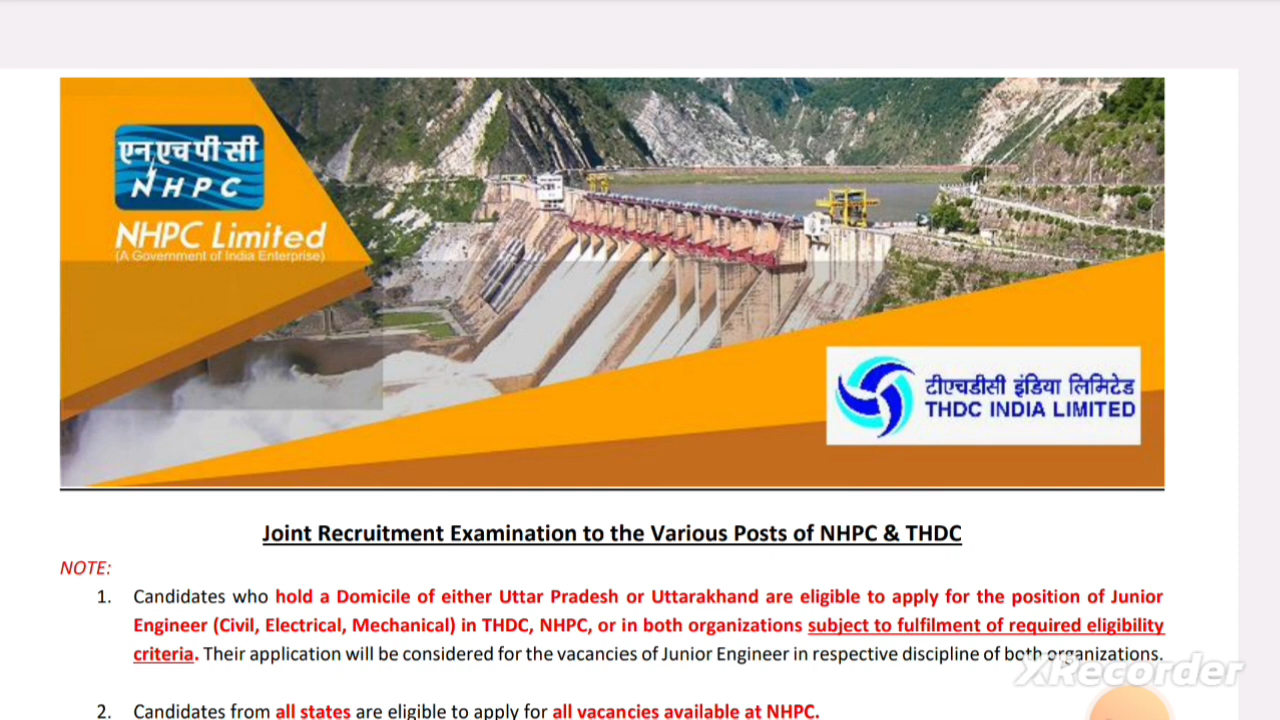 एनएचपीसी
NHPC
NHPC Limited
(A Government of India Enterprise)
टीएचडीसी इंडिया लिमिटेड
THDC INDIA LIMITED
Joint Recruitment Examination to the Various Posts of NHPC & THDC
NOTE:
1. Candidates who hold a Domicile of either Uttar Pradesh or Uttarakhand are eligible to apply for the position of Junior
Engineer (Civil, Electrical, Mechanical) in THDC, NHPC, or in both organizations subject to fulfilment of required eligibility
criteria. Their application will be considered for the vacancies of Junior Engineer in respective discipline of both organizations.
XRecorder
2. Candidates from all states are eligible to apply for all vacancies available at NHPC.